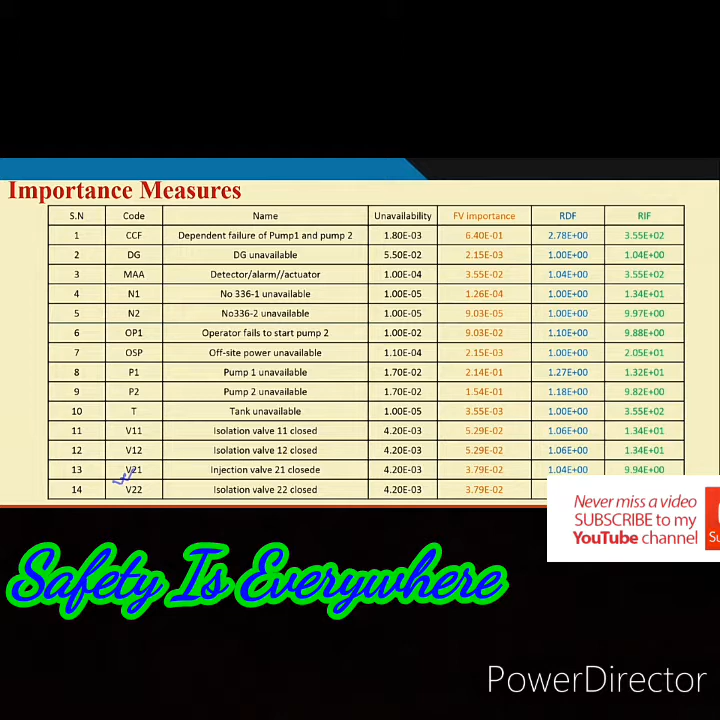 Importance Measures
S.N Code Name Unavailability FV importance RDF RIF
1 CCF Dependent failure of Pump1 and pump 2 1.80E-03 6.40E-01 2.78E+00 3.55E+02
2 DG DG unavailable 5.50E-02 2.15E-03 1.00E+00 1.04E+00
3 MAA Detector/alarm//actuator 1.00E-04 3.55E-02 1.04E+00 3.55E+02
4 N1 No 336-1 unavailable 1.00E-05 1.26E-04 1.00E+00 1.34E+01
5 N2 No336-2 unavailable 1.00E-05 9.03E-05 1.00E+00 9.97E+00
6 OP1 Operator fails to start pump 2 1.00E-02 9.03E-02 1.10E+00 9.88E+00
7 OSP Off-site power unavailable 1.10E-04 2.15E-03 1.00E+00 2.05E+01
8 P1 Pump 1 unavailable 1.70E-02 2.14E-01 1.27E+00 1.32E+01
9 P2 Pump 2 unavailable 1.70E-02 1.54E-01 1.18E+00 9.82E+00
10 T Tank unavailable 1.00E-05 3.55E-03 1.00E+00 3.55E+02
11 V11 Isolation valve 11 closed 4.20E-03 5.29E-02 1.06E+00 1.34E+01
12 V12 Isolation valve 12 closed 4.20E-03 5.29E-02 1.06E+00 1.34E+01
13 V21 Injection valve 21 closede 4.20E-03 3.79E-02 1.04E+00 9.94E+00
14 V22 Isolation valve 22 closed 4.20E-03 3.79E-02
Never miss a video
SUBSCRIBE to my
YouTube channel
Su
Safety Is Everywhere
PowerDirector